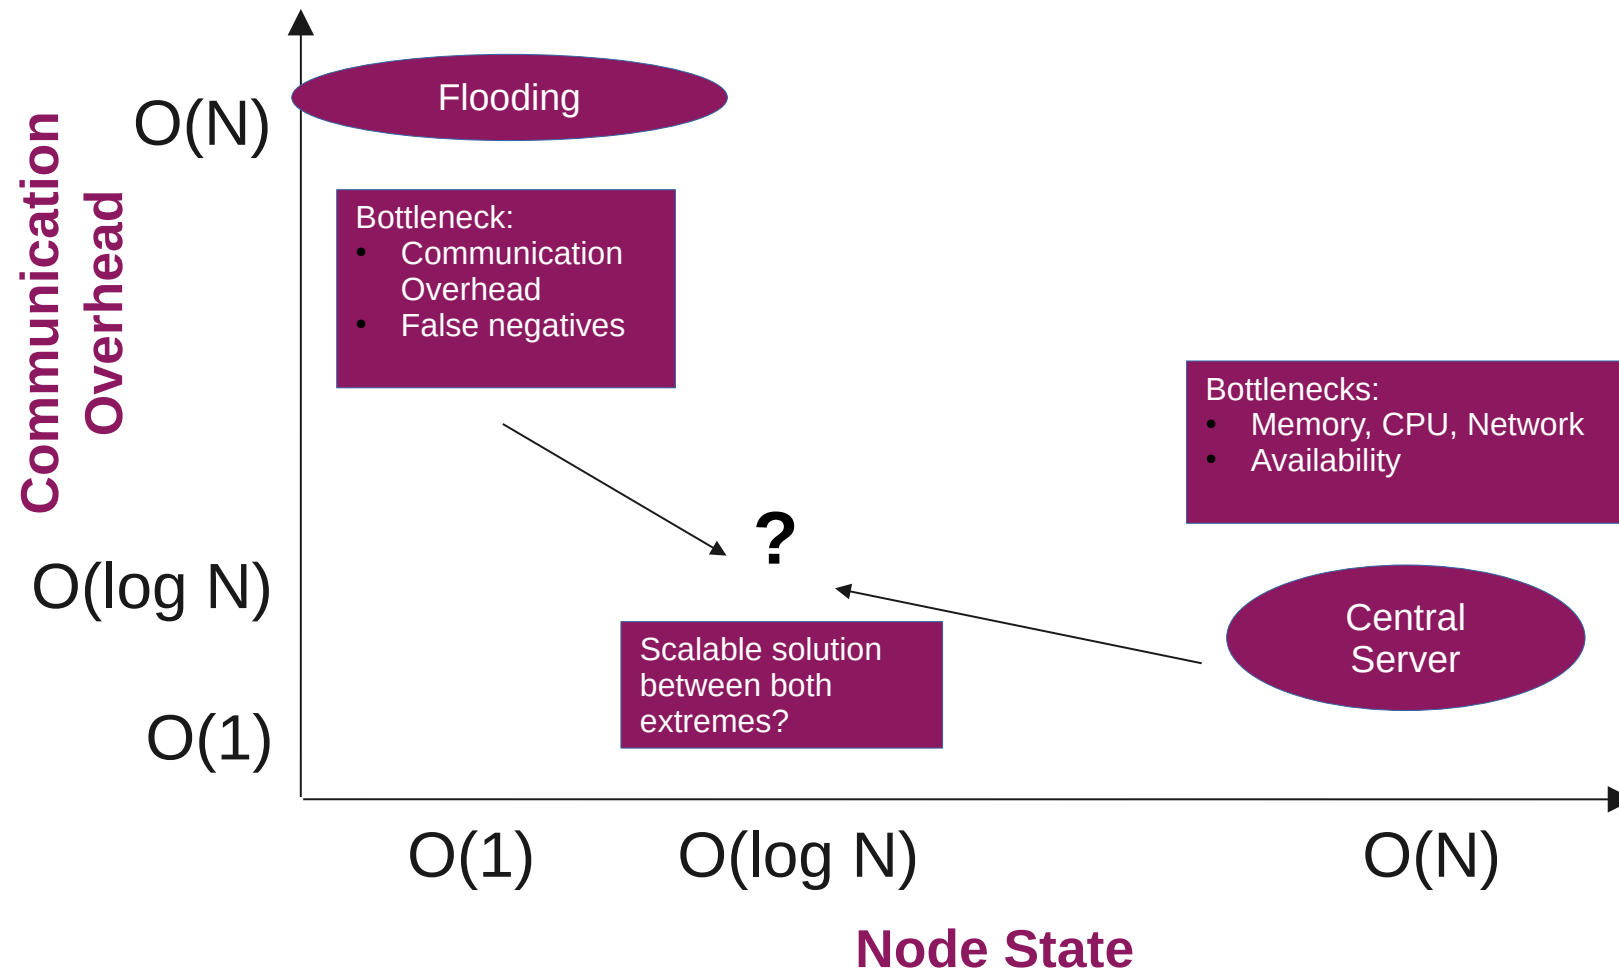 Communication
Overhead
O(N)
Flooding
Bottleneck:
• Communication
Overhead
• False negatives
Bottlenecks:
• Memory, CPU, Network
• Availability
?
O(log N)
Scalable solution
between both
extremes?
Central
Server
O(1)
O(1)
O(log N)
O(N)
Node State